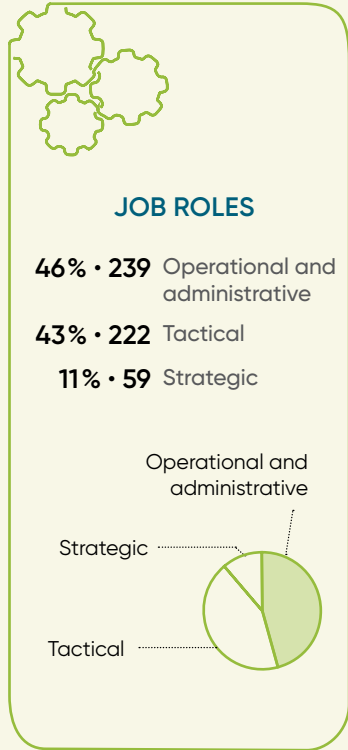 JOB ROLES
46% • 239 Operational and
administrative
43% • 222 Tactical
11% • 59 Strategic
Operational and
administrative
Strategic
Tactical